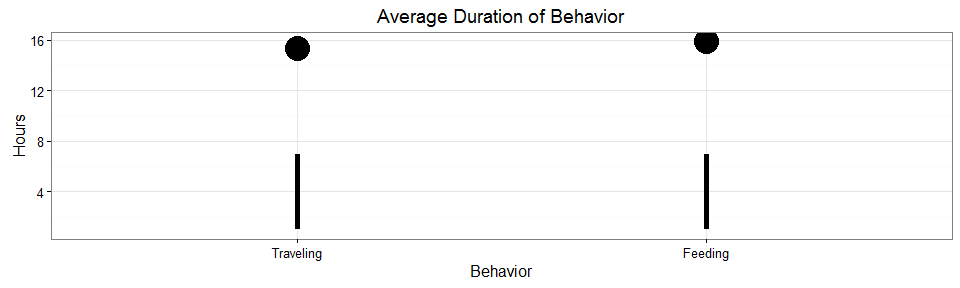 Average Duration of Behavior
16
12
8
4
Hours
Traveling Feeding
Behavior